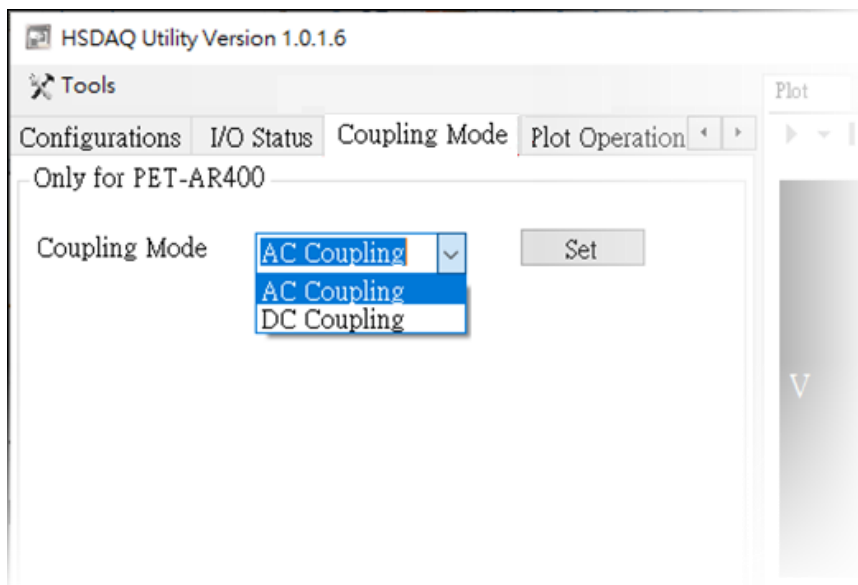 HSDAQ Utility Version 1.0.1.6
Tools
Plot
Configurations I/O Status Coupling Mode Plot Operation
Only for PET-AR400
Coupling Mode AC Coupling Set
AC Coupling
DC Coupling
V